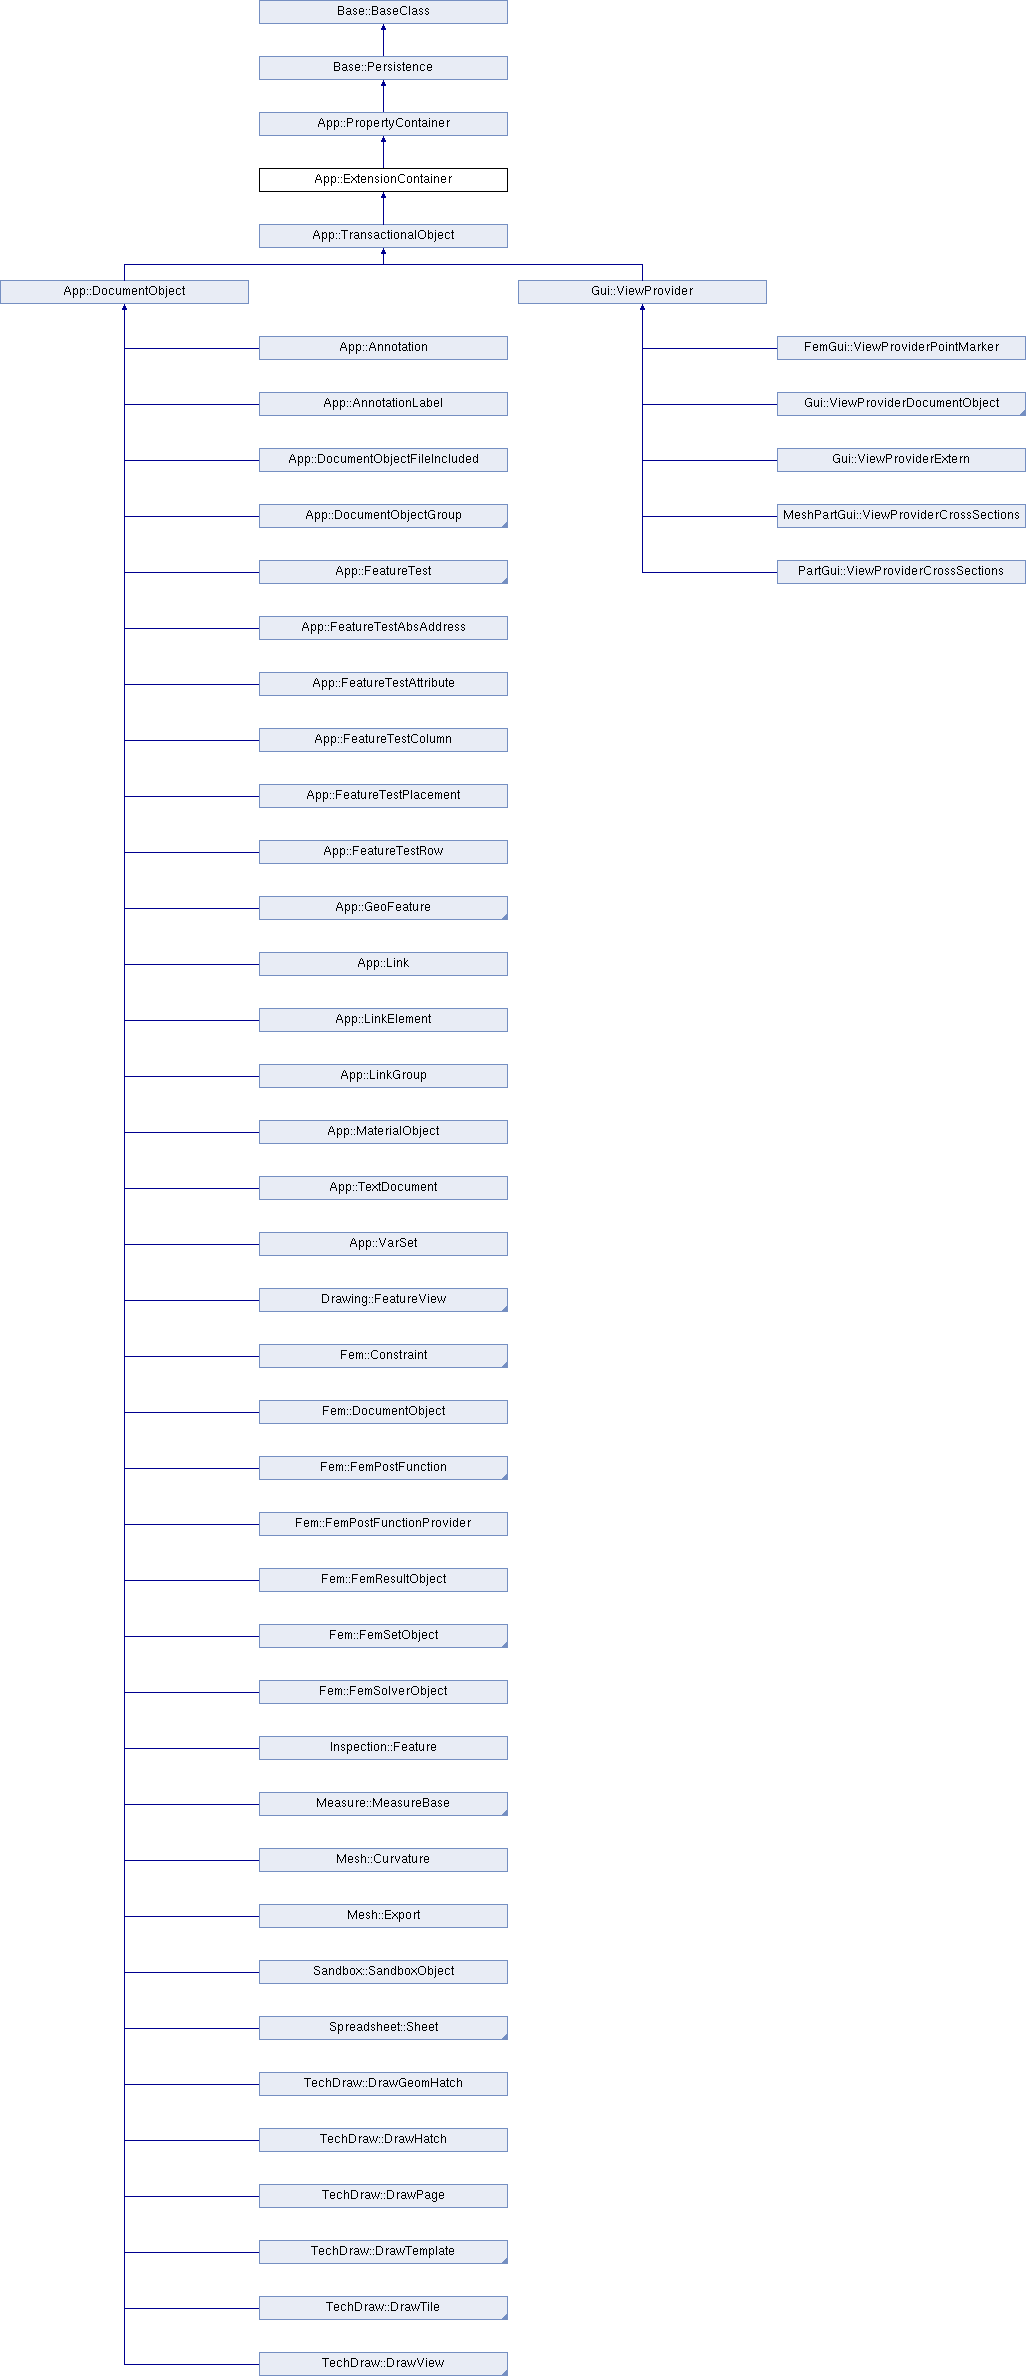 Base::BaseClass
Base::Persistence
App::PropertyContainer
App::ExtensionContainer
App::TransactionalObject
App::DocumentObject
Gui::ViewProvider
App::Annotation
FemGui::ViewProviderPointMarker
App::AnnotationLabel
Gui::ViewProviderDocumentObject
App::DocumentObjectFileIncluded
Gui::ViewProviderExtern
App::DocumentObjectGroup
MeshPartGui::ViewProviderCrossSections
App::FeatureTest
PartGui::ViewProviderCrossSections
App::FeatureTestAbsAddress
App::FeatureTestAttribute
App::FeatureTestColumn
App::FeatureTestPlacement
App::FeatureTestRow
App::GeoFeature
App::Link
App::LinkElement
App::LinkGroup
App::MaterialObject
App::TextDocument
App::VarSet
Drawing::FeatureView
Fem::Constraint
Fem::DocumentObject
Fem::FemPostFunction
Fem::FemPostFunctionProvider
Fem::FemResultObject
Fem::FemSetObject
Fem::FemSolverObject
Inspection::Feature
Measure::MeasureBase
Mesh::Curvature
Mesh::Export
Sandbox::SandboxObject
Spreadsheet::Sheet
TechDraw::DrawGeomHatch
TechDraw::DrawHatch
TechDraw::DrawPage
TechDraw::DrawTemplate
TechDraw::DrawTile
TechDraw::DrawView